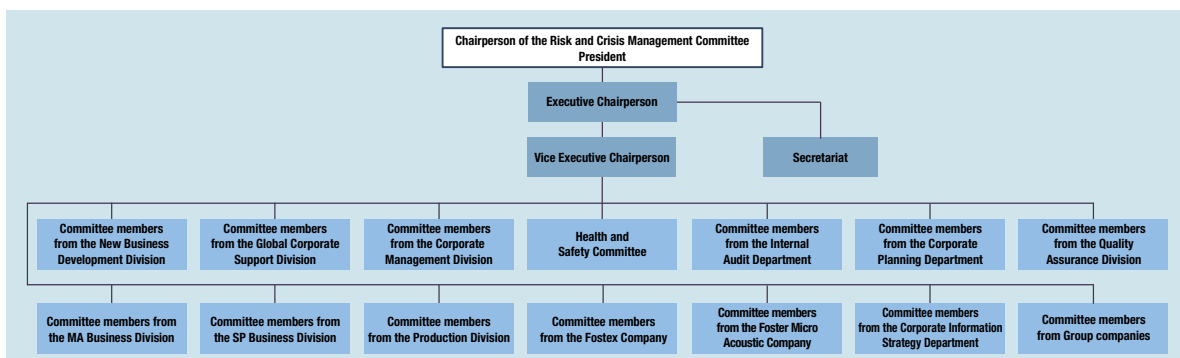 Chairperson of the Risk and Crisis Management Committee
President
Executive Chairperson
Vice Executive Chairperson
Secretariat
Committee members
from the New Business
Development Division
Committee members
from the Global Corporate
Support Division
Committee members
from the Corporate
Management Division
Health and
Safety Committee
Committee members
from the Internal
Audit Department
Committee members
from the Corporate
Planning Department
Committee members
from the Quality
Assurance Division
Committee members from
the MA Business Division
Committee members from
the SP Business Division
Committee members
from the Production Division
Committee members
from the Fostex Company
Committee members
from the Foster Micro
Acoustic Company
Committee members
from the Corporate Information
Strategy Department
Committee members
from Group companies